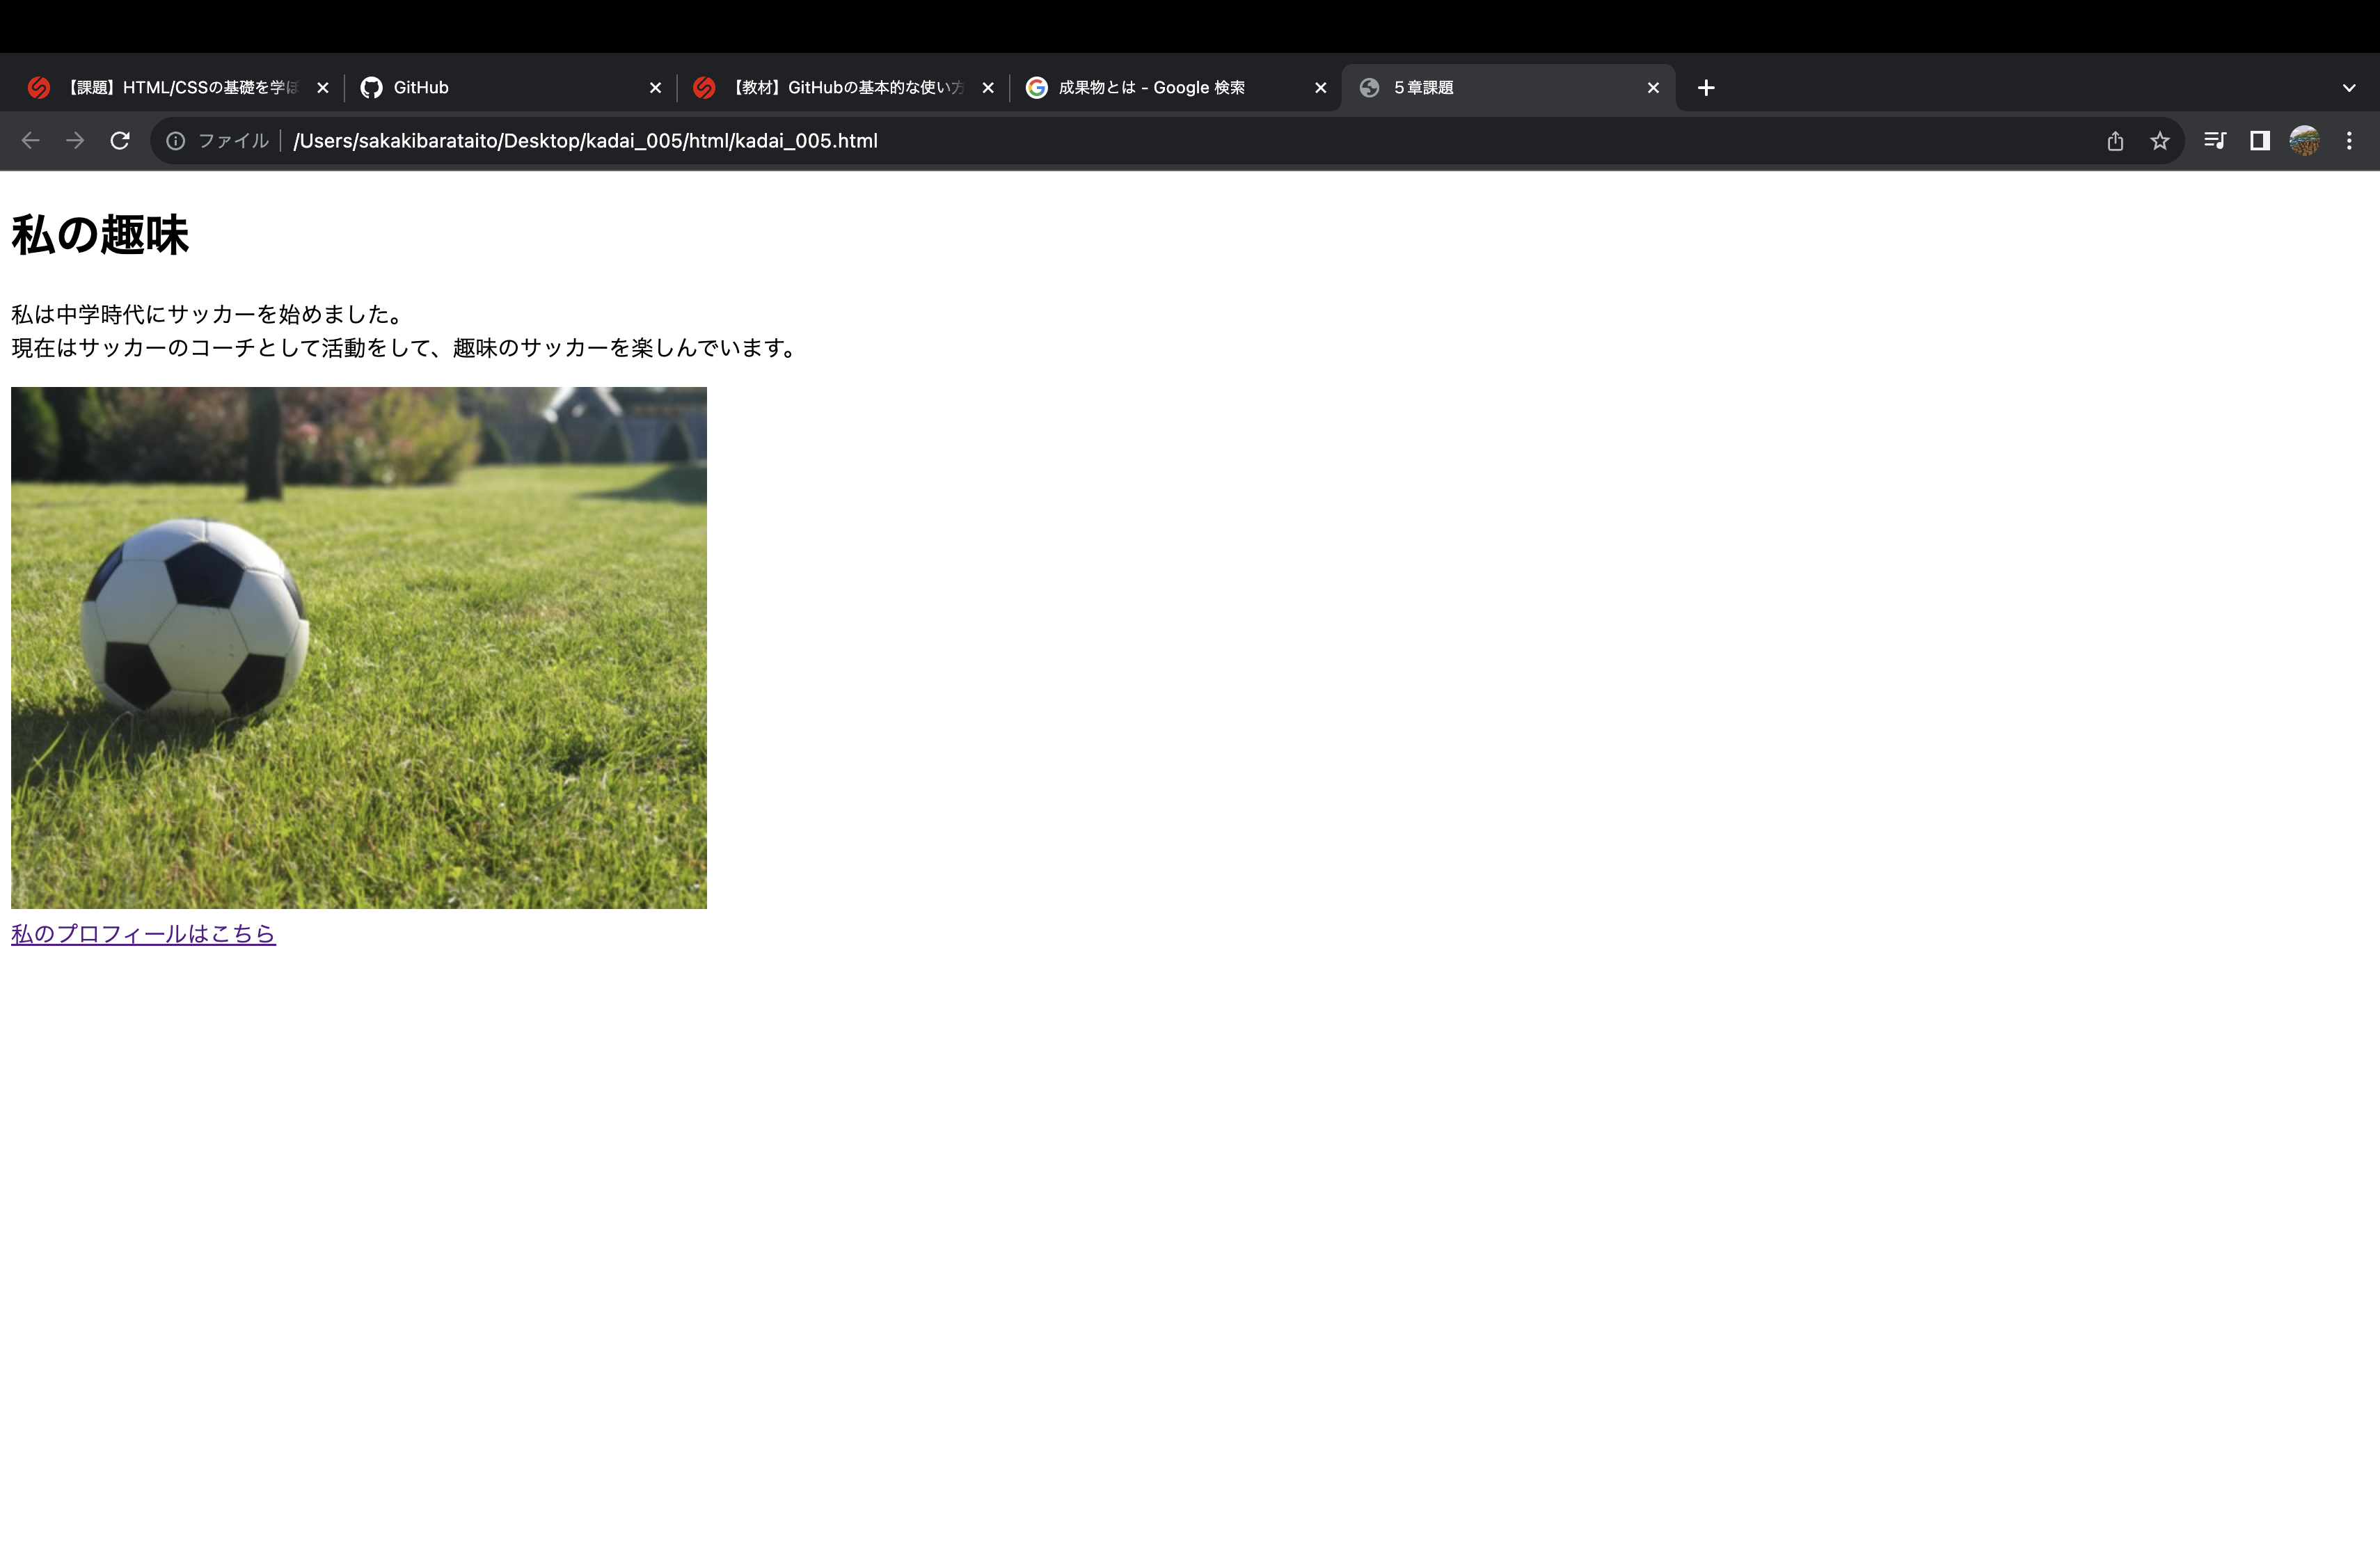 【課題】HTML/CSSの基礎を学ぼ
GitHub
【教材】GitHubの基本的な使い方
成果物とは - Google 検索
５章課題
ファイル
/Users/sakakibarataito/Desktop/kadai_005/html/kadai_005.html
私の趣味
私は中学時代にサッカーを始めました。
現在はサッカーのコーチとして活動をして、趣味のサッカーを楽しんでいます。
私のプロフィールはこちら